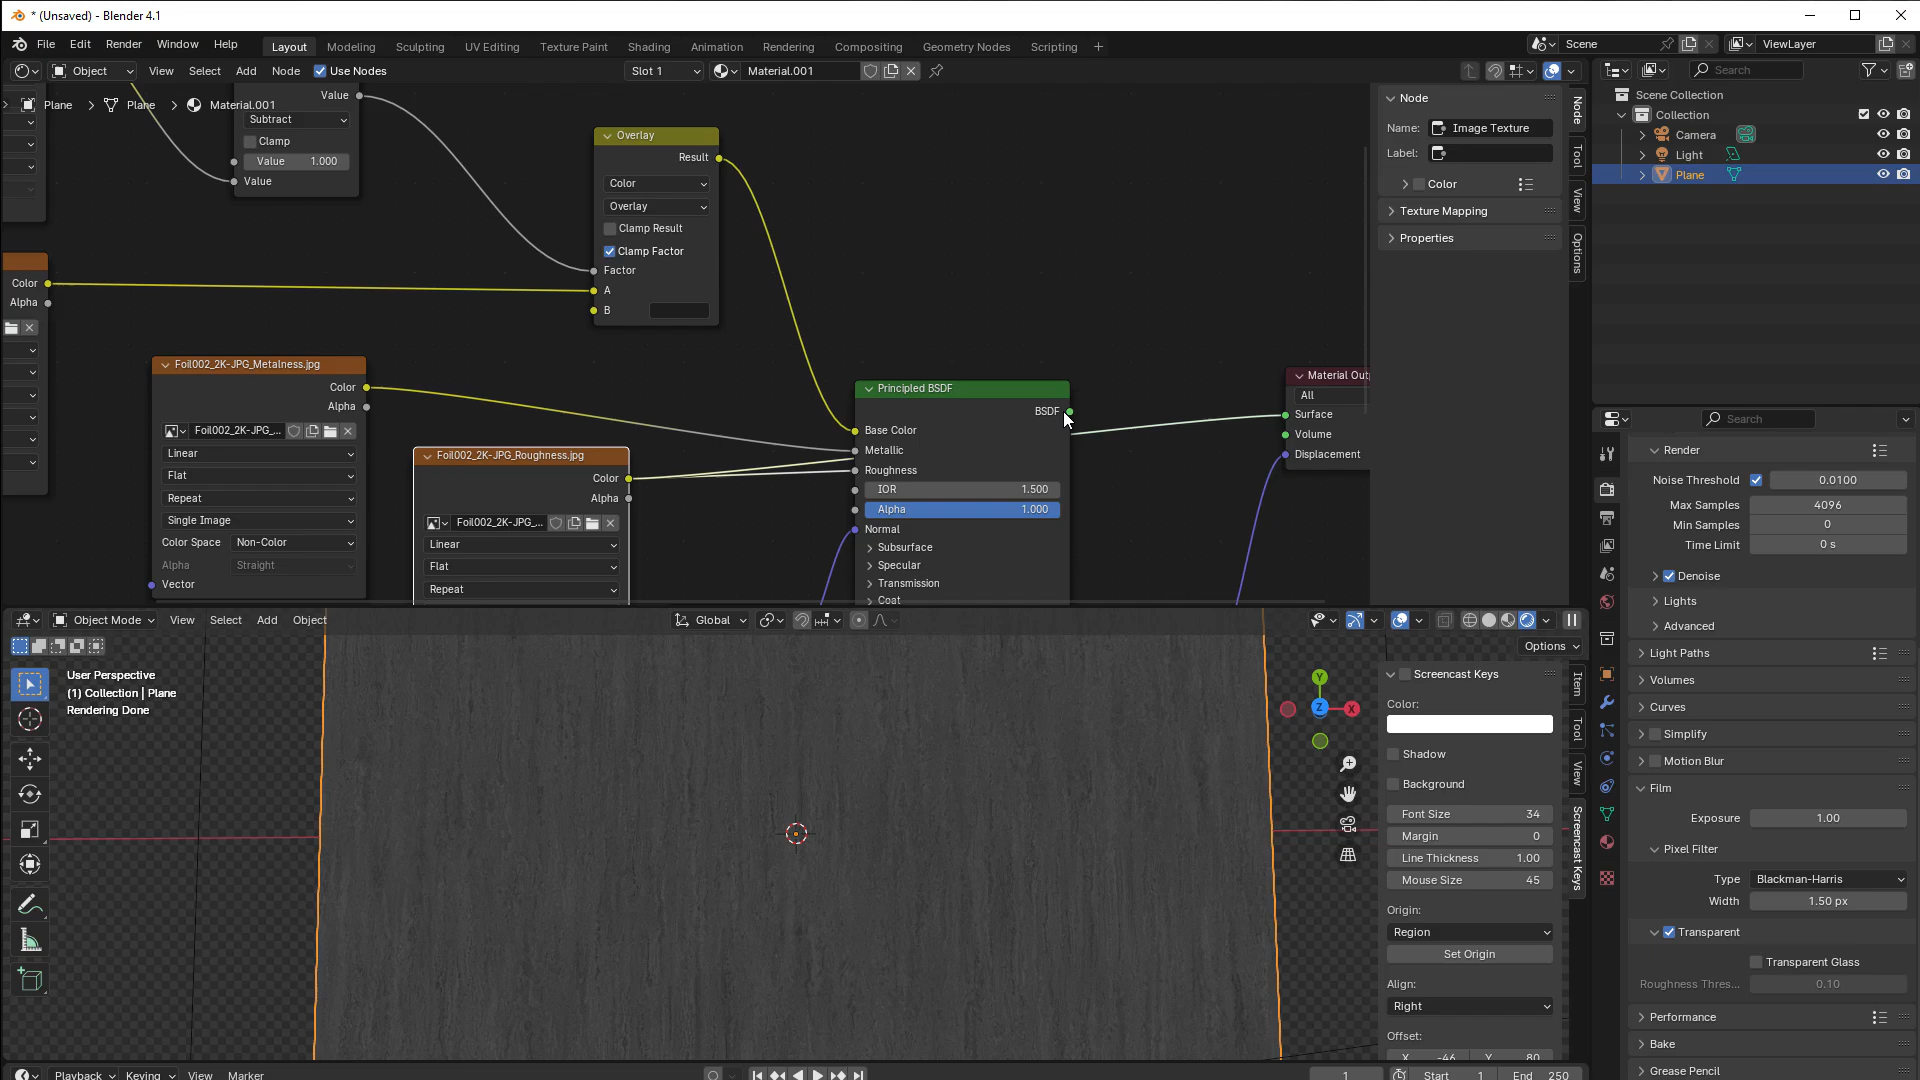 * (Unsaved) - Blender 4.1
File Edit Render Window Help Layout Modeling Sculpting UV Editing Texture Paint Shading Animation Rendering Compositing Geometry Nodes Scripting + Scene ViewLayer
Object View Select Add Node Use Nodes Slot 1 Material.001 Search
Plane > Plane > Material.001
Value
Subtract
Clamp
Value 1.000
Value
Overlay
Result
Color
Overlay
Clamp Result
Clamp Factor
Factor
A
B
Color
Alpha
Foil002_2K-JPG_Metalness.jpg
Color
Alpha
Foil002_2K-JPG_...
Linear
Flat
Repeat
Single Image
Color Space Non-Color
Alpha Straight
Vector
Foil002_2K-JPG_Roughness.jpg
Color
Alpha
Foil002_2K-JPG_...
Linear
Flat
Repeat
Principled BSDF
BSDF
Base Color
Metallic
Roughness
IOR 1.500
Alpha 1.000
Normal
Subsurface
Specular
Transmission
Coat
Material Out
All
Surface
Volume
Displacement
Node
Name: Image Texture
Label:
Color
Texture Mapping
Properties
Node
Tool
View
Options
Scene Collection
Collection
Camera
Light
Plane
Search
Render
Noise Threshold 0.0100
Max Samples 4096
Min Samples 0
Time Limit 0 s
Denoise
Lights
Advanced
Light Paths
Volumes
Curves
Simplify
Motion Blur
Film
Exposure 1.00
Pixel Filter
Type Blackman-Harris
Width 1.50 px
Transparent
Transparent Glass
Roughness Thres... 0.10
Performance
Bake
Grease Pencil
Object Mode View Select Add Object Global
Options
User Perspective
(1) Collection | Plane
Rendering Done
Y
Z
X
Screencast Keys
Color:
Shadow
Background
Font Size 34
Margin 0
Line Thickness 1.00
Mouse Size 45
Origin:
Region
Set Origin
Align:
Right
Offset:
X -46 Y 80
Item
Tool
View
Screencast Keys
Playback Keying View Marker 1 Start 1 End 250